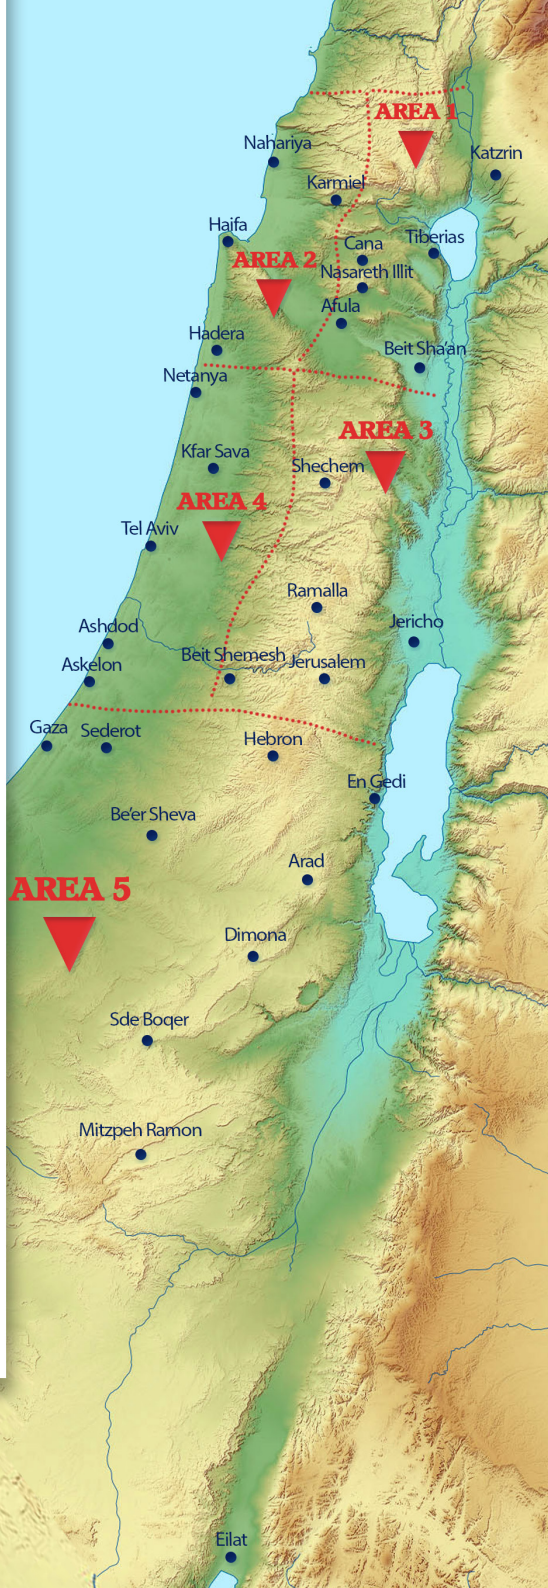 AREA 1
Nahariya
Katzrin
Karmiel
Haifa
Tiberias
Cana
AREA 2
Nasareth Illit
Afula
Hadera
Beit Sha'an
Netanya
AREA 3
Kfar Sava
Shechem
AREA 4
Tel Aviv
Ramalla
Jericho
Ashdod
Beit Shemesh
Jerusalem
Askelon
Gaza
Sederot
Hebron
En Gedi
Be'er Sheva
Arad
AREA 5
Dimona
Sde Boqer
Mitzpeh Ramon
Eilat